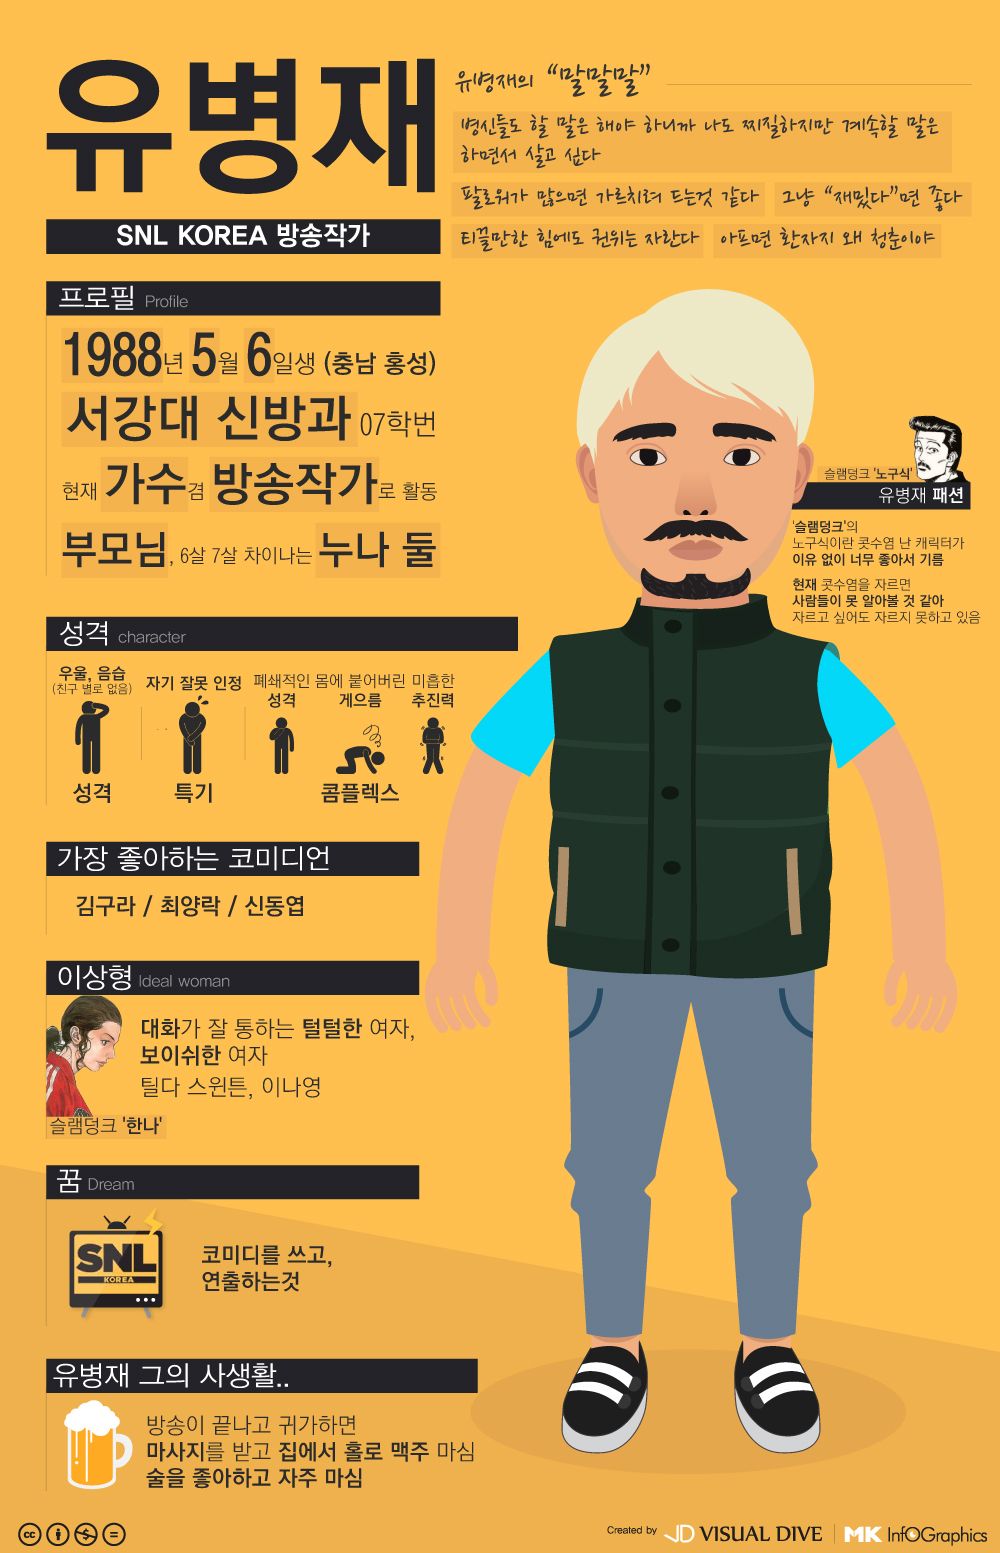 유병재
SNL KOREA 방송작가
유병재의 “말말말”
병신들도 할 말은 해야 하니까 나도 찌질하지만 계속할 말은
하면서 살고 싶다
팔로워가 많으면 가르치려 드는것 같다
그냥 “재밌다”면 좋다
티끌만한 힘에도 권위는 자란다
아프면 환자지 왜 청춘이야
프로필 Profile
1988년 5월 6일생 (충남 홍성)
서강대 신방과 07학번
현재 가수겸 방송작가로 활동
부모님, 6살 7살 차이나는 누나 둘
슬램덩크 '노구식'
유병재 패션
'슬램덩크'의
노구식이란 콧수염 난 캐릭터가
이유 없이 너무 좋아서 기름
현재 콧수염을 자르면
사람들이 못 알아볼 것 같아
자르고 싶어도 자르지 못하고 있음
성격 character
우울, 음습
(친구 별로 없음)
성격
자기 잘못 인정
특기
폐쇄적인
성격
몸에 붙어버린
게으름
미흡한
추진력
콤플렉스
가장 좋아하는 코미디언
김구라 / 최양락 / 신동엽
이상형 Ideal woman
대화가 잘 통하는 털털한 여자,
보이쉬한 여자
틸다 스윈튼, 이나영
슬램덩크 '한나'
꿈 Dream
SNL
KOREA
코미디를 쓰고,
연출하는것
유병재 그의 사생활..
방송이 끝나고 귀가하면
마사지를 받고 집에서 홀로 맥주 마심
술을 좋아하고 자주 마심
cc
Created by VISUAL DIVE MK InfoGraphics